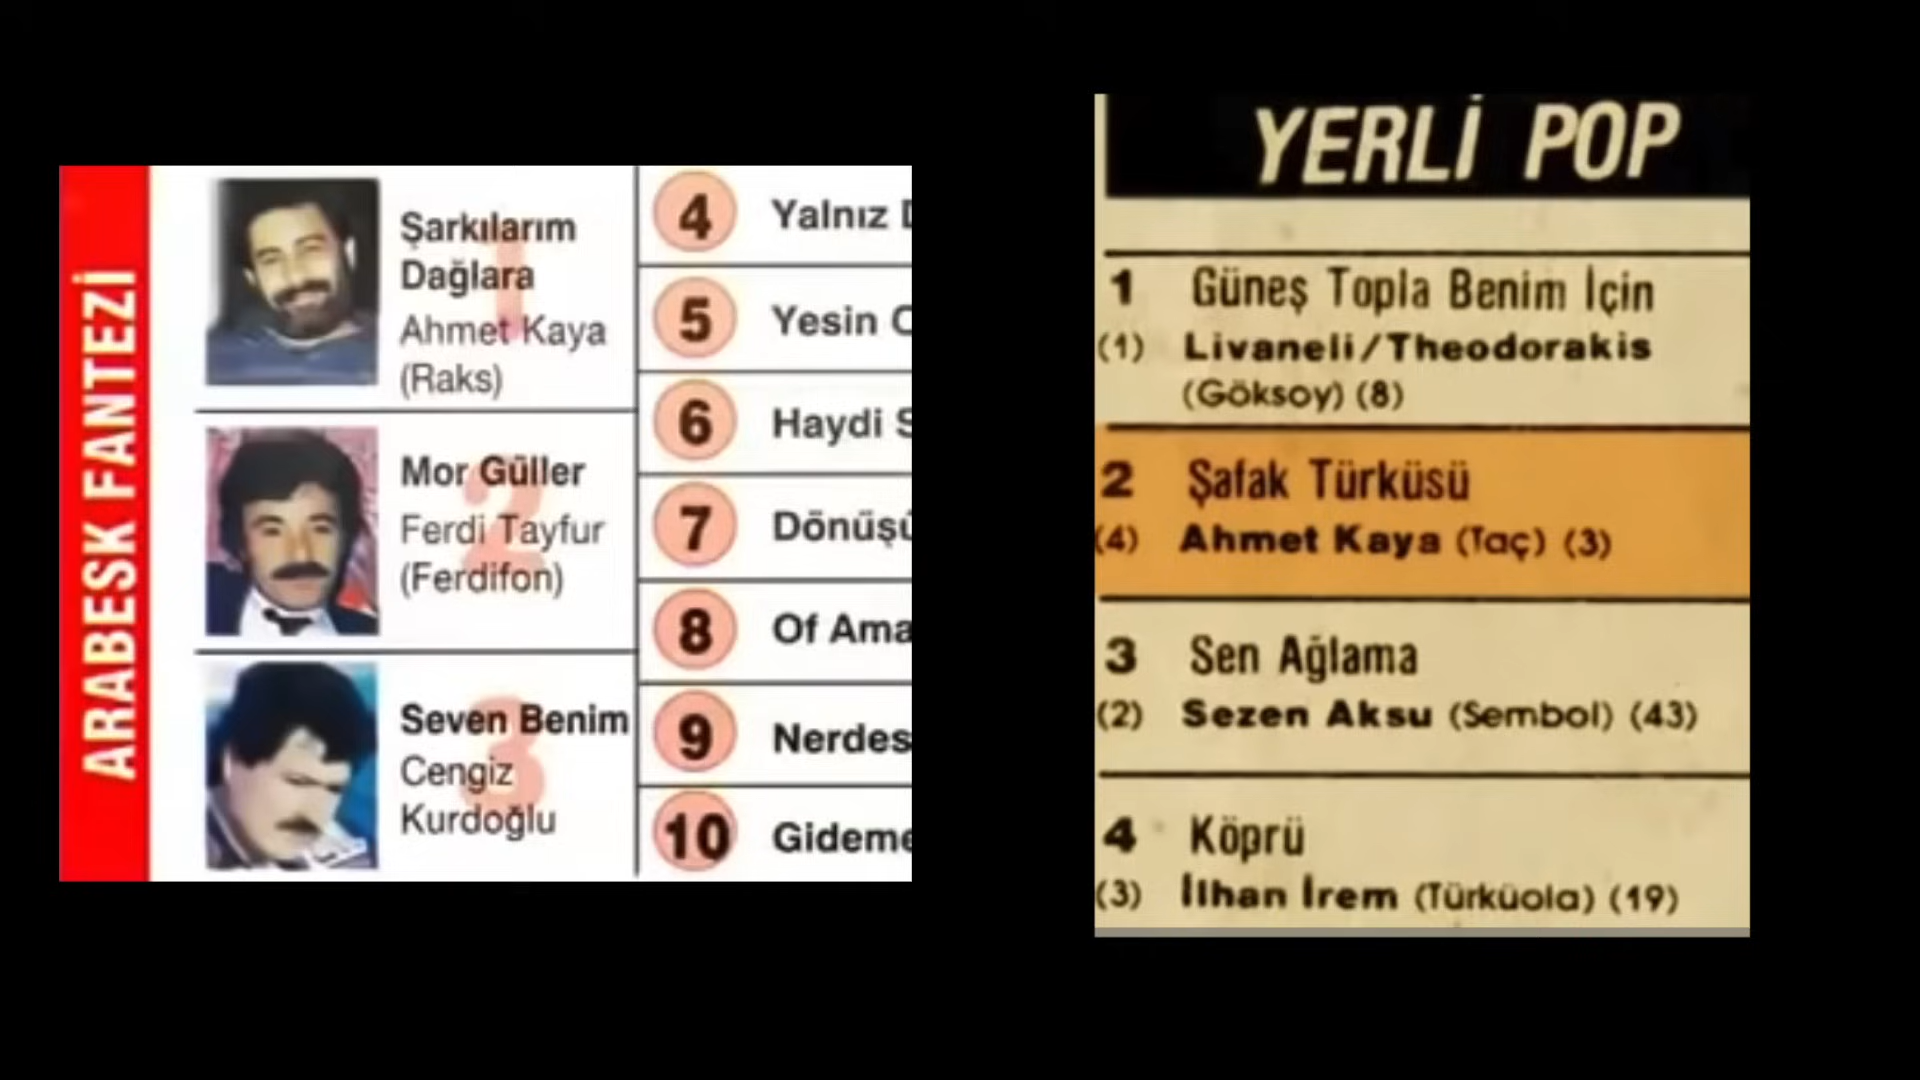 ARABESK FANTEZİ
1
Şarkılarım
Dağlara
Ahmet Kaya
(Raks)
2
Mor Güller
Ferdi Tayfur
(Ferdifon)
3
Seven Benim
Cengiz
Kurdoğlu
4 Yalnız
5 Yesin
6 Haydi
7 Dönüşü
8 Of Ama
9 Nerdes
10 Gideme
YERLİ POP
1 Güneş Topla Benim İçin
(1) Livaneli/Theodorakis
(Göksoy) (8)
2 Şafak Türküsü
(4) Ahmet Kaya (Taç) (3)
3 Sen Ağlama
(2) Sezen Aksu (Sembol) (43)
4 Köprü
(3) İlhan İrem (Türküola) (19)